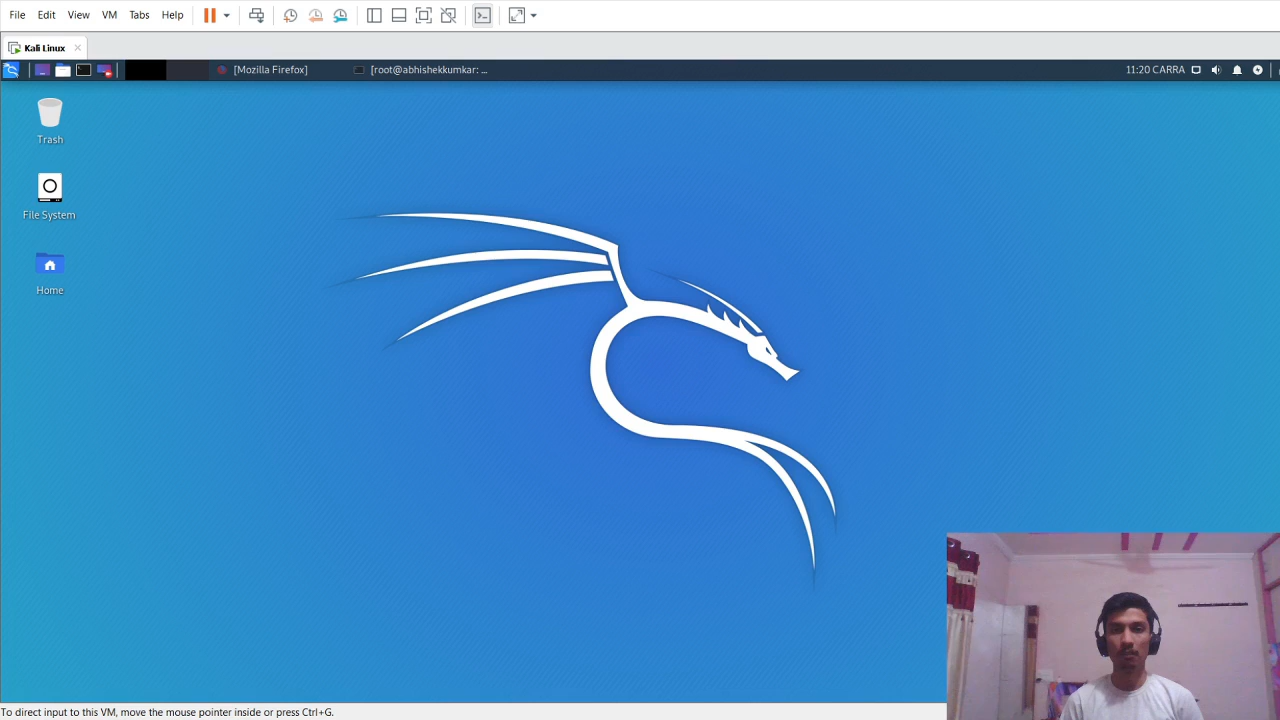 File Edit View VM Tabs Help
Kali Linux
[Mozilla Firefox] [root@abhishekkumkar: ... 11:20 CARRA
Trash
File System
Home
To direct input to this VM, move the mouse pointer inside or press Ctrl+G.